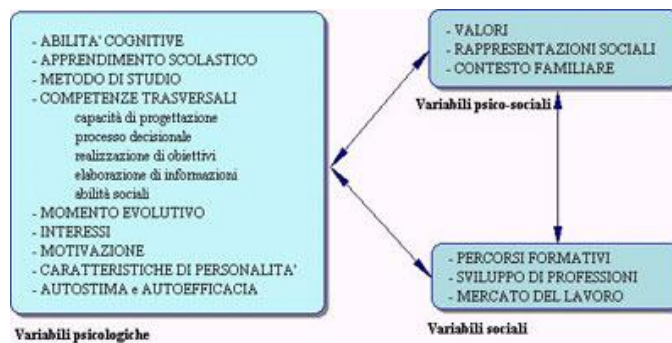 - ABILITA' COGNITIVE
- APPRENDIMENTO SCOLASTICO
- METODO DI STUDIO
- COMPETENZE TRASVERSALI
capacità di progettazione
processo decisionale
realizzazione di obiettivi
elaborazione di informazioni
abilità sociali
- MOMENTO EVOLUTIVO
- INTERESSI
- MOTIVAZIONE
- CARATTERISTICHE DI PERSONALITA'
- AUTOSTIMA e AUTOEFFICACIA
Variabili psicologiche
- VALORI
- RAPPRESENTAZIONI SOCIALI
- CONTESTO FAMILIARE
Variabili psico-sociali
- PERCORSI FORMATIVI
- SVILUPPO DI PROFESSIONI
- MERCATO DEL LAVORO
Variabili sociali